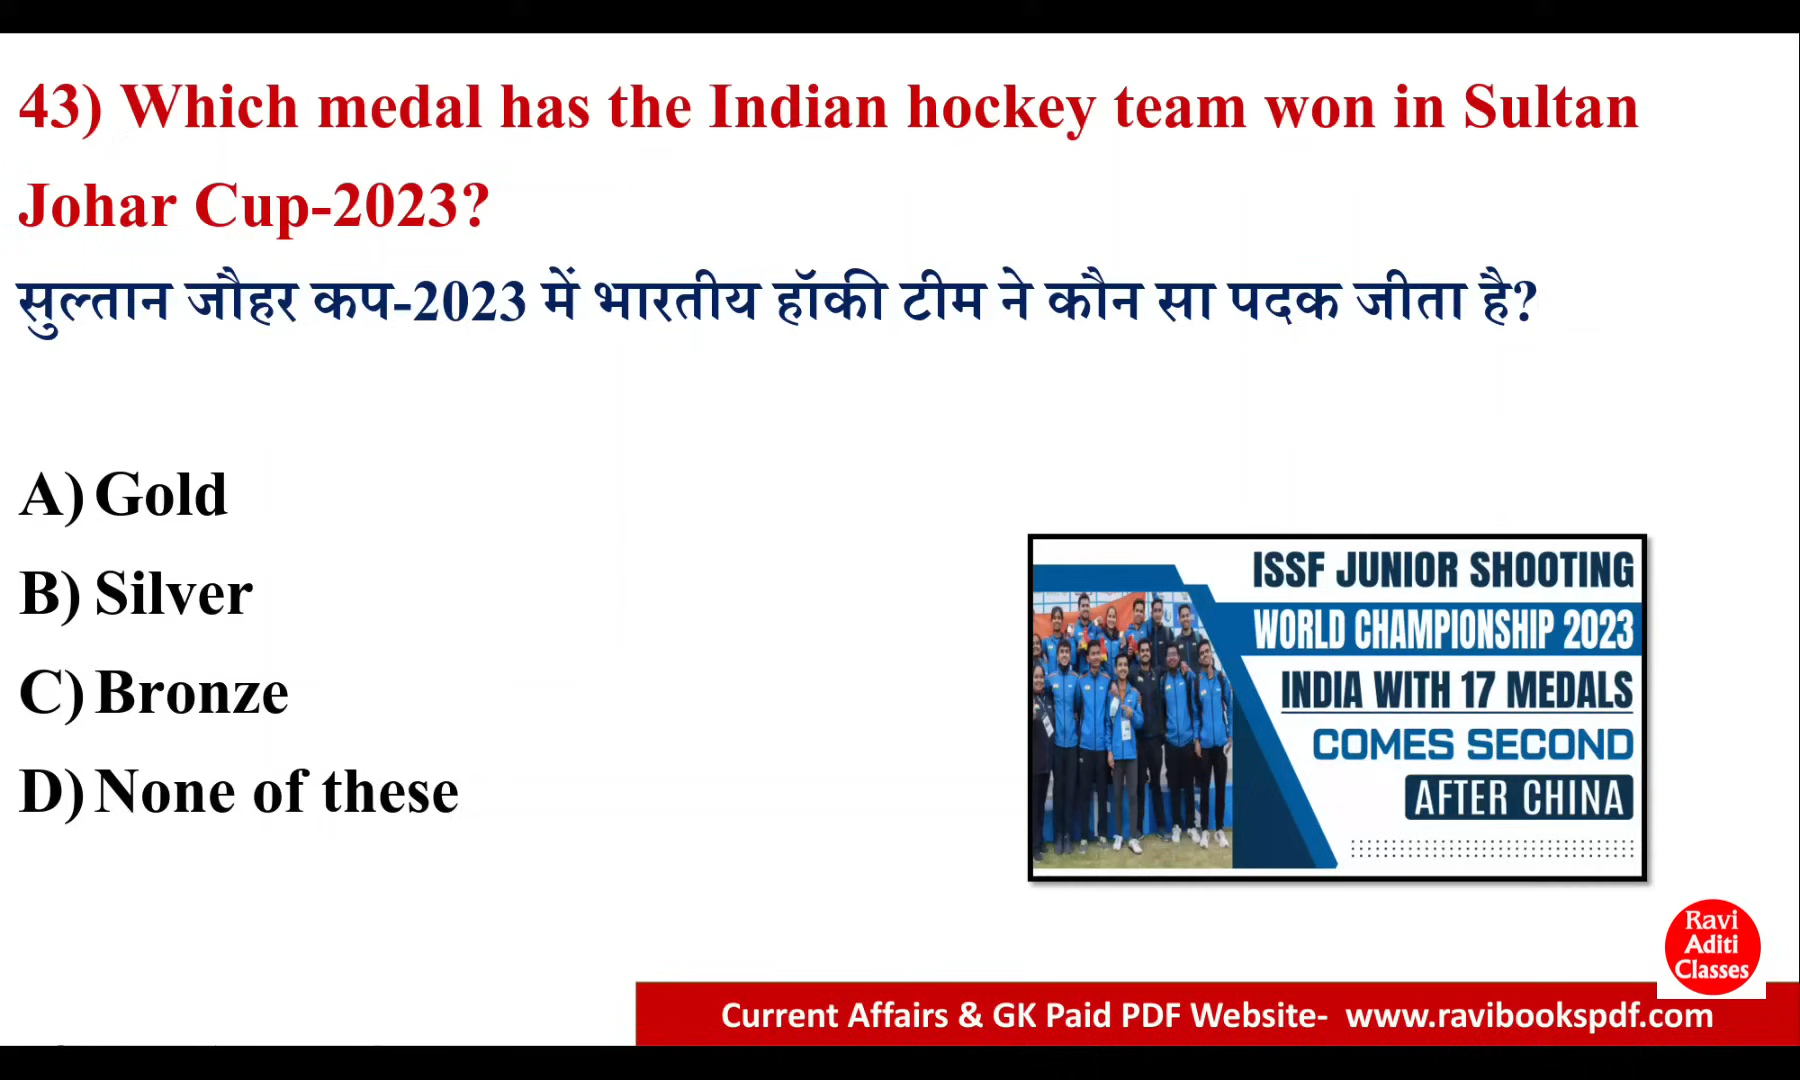 43) Which medal has the Indian hockey team won in Sultan
Johar Cup-2023?
सुल्तान जौहर कप-2023 में भारतीय हॉकी टीम ने कौन सा पदक जीता है?
A) Gold
B) Silver
C) Bronze
D) None of these
ISSF JUNIOR SHOOTING
WORLD CHAMPIONSHIP 2023
INDIA WITH 17 MEDALS
COMES SECOND
AFTER CHINA
Ravi
Aditi
Classes
Current Affairs & GK Paid PDF Website- www.ravibookspdf.com